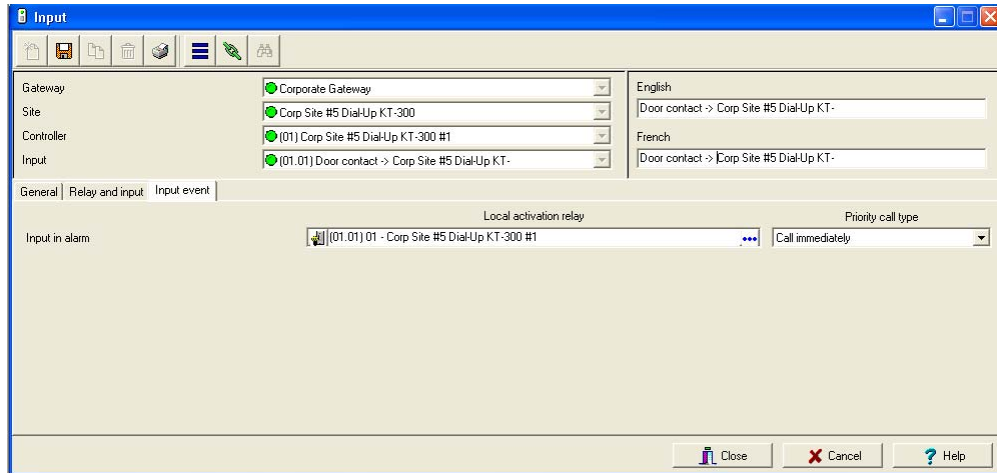 Input
Gateway
Corporate Gateway
Site
Corp Site #5 Dial-Up KT-300
Controller
(01) Corp Site #5 Dial-Up KT-300 #1
Input
(01.01) Door contact -> Corp Site #5 Dial-Up KT-
English
Door contact -> Corp Site #5 Dial-Up KT-
French
Door contact -> Corp Site #5 Dial-Up KT-
General Relay and input Input event
Local activation relay Priority call type
Input in alarm (01.01) 01 - Corp Site #5 Dial-Up KT-300 #1 ... Call immediately
Close Cancel Help